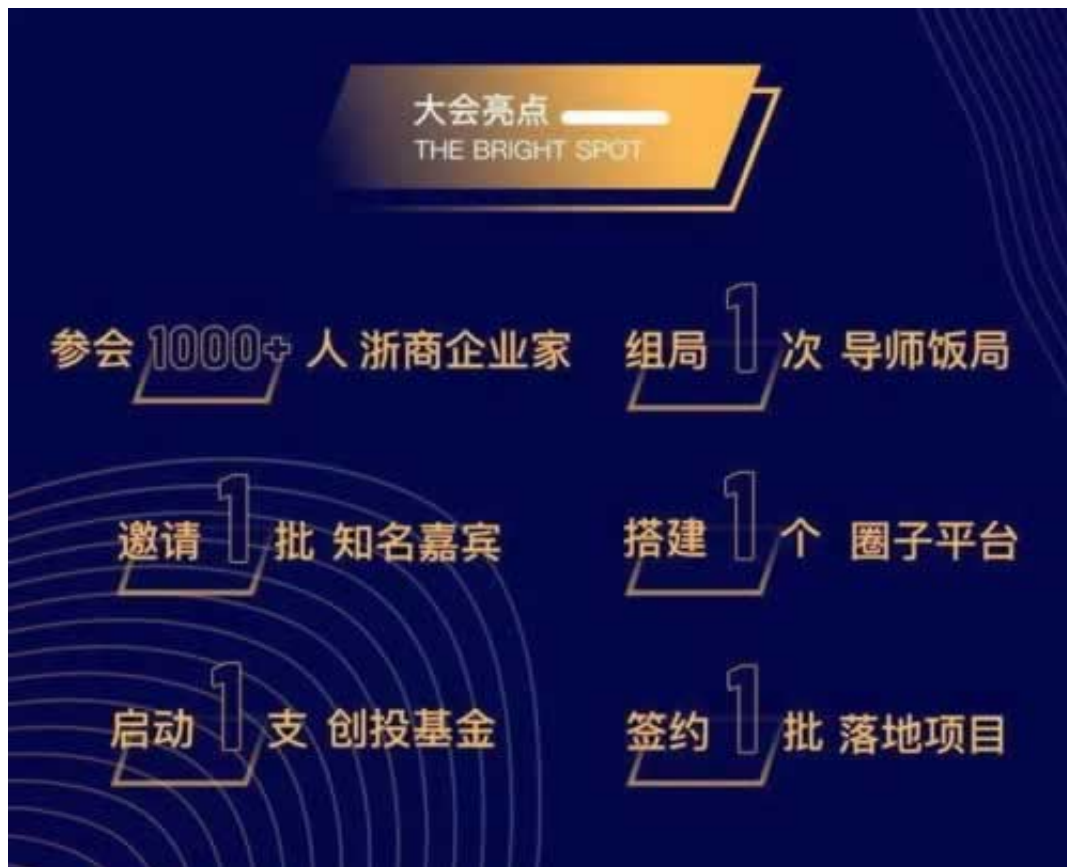 大会亮点
THE BRIGHT SPOT
参会 1000+ 人 浙商企业家
组局 1 次 导师饭局
邀请 1 批 知名嘉宾
搭建 1 个 圈子平台
启动 1 支 创投基金
签约 1 批 落地项目